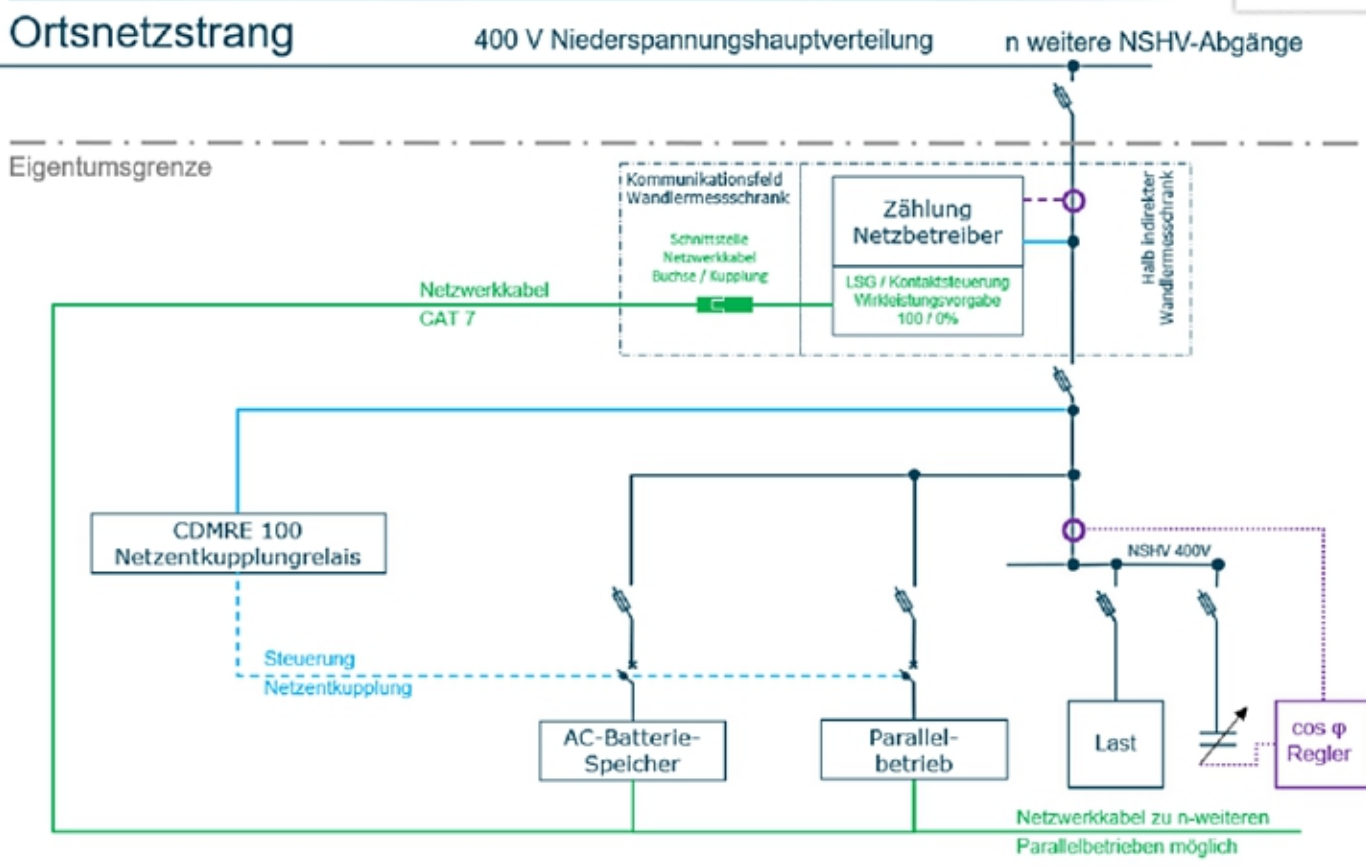 Ortsnetzstrang
400 V Niederspannungshauptverteilung
n weitere NSHV-Abgänge
Eigentumsgrenze
Kommunikationsfeld
Wandlermessschrank
Schnittstelle
Netzwerkkabel
Buchse / Kupplung
Zählung
Netzbetreiber
LSG / Kontaktsteuerung
Wirkleistungsvorgabe
100 / 0%
Halb indirekter
Wandlermesschrank
Netzwerkkabel
CAT 7
CDMRE 100
Netzentkupplungrelais
NSHV 400V
Steuerung
Netzentkupplung
AC-Batterie-
Speicher
Parallel-
betrieb
Last
cos φ
Regler
Netzwerkkabel zu n-weiteren
Parallelbetrieben möglich